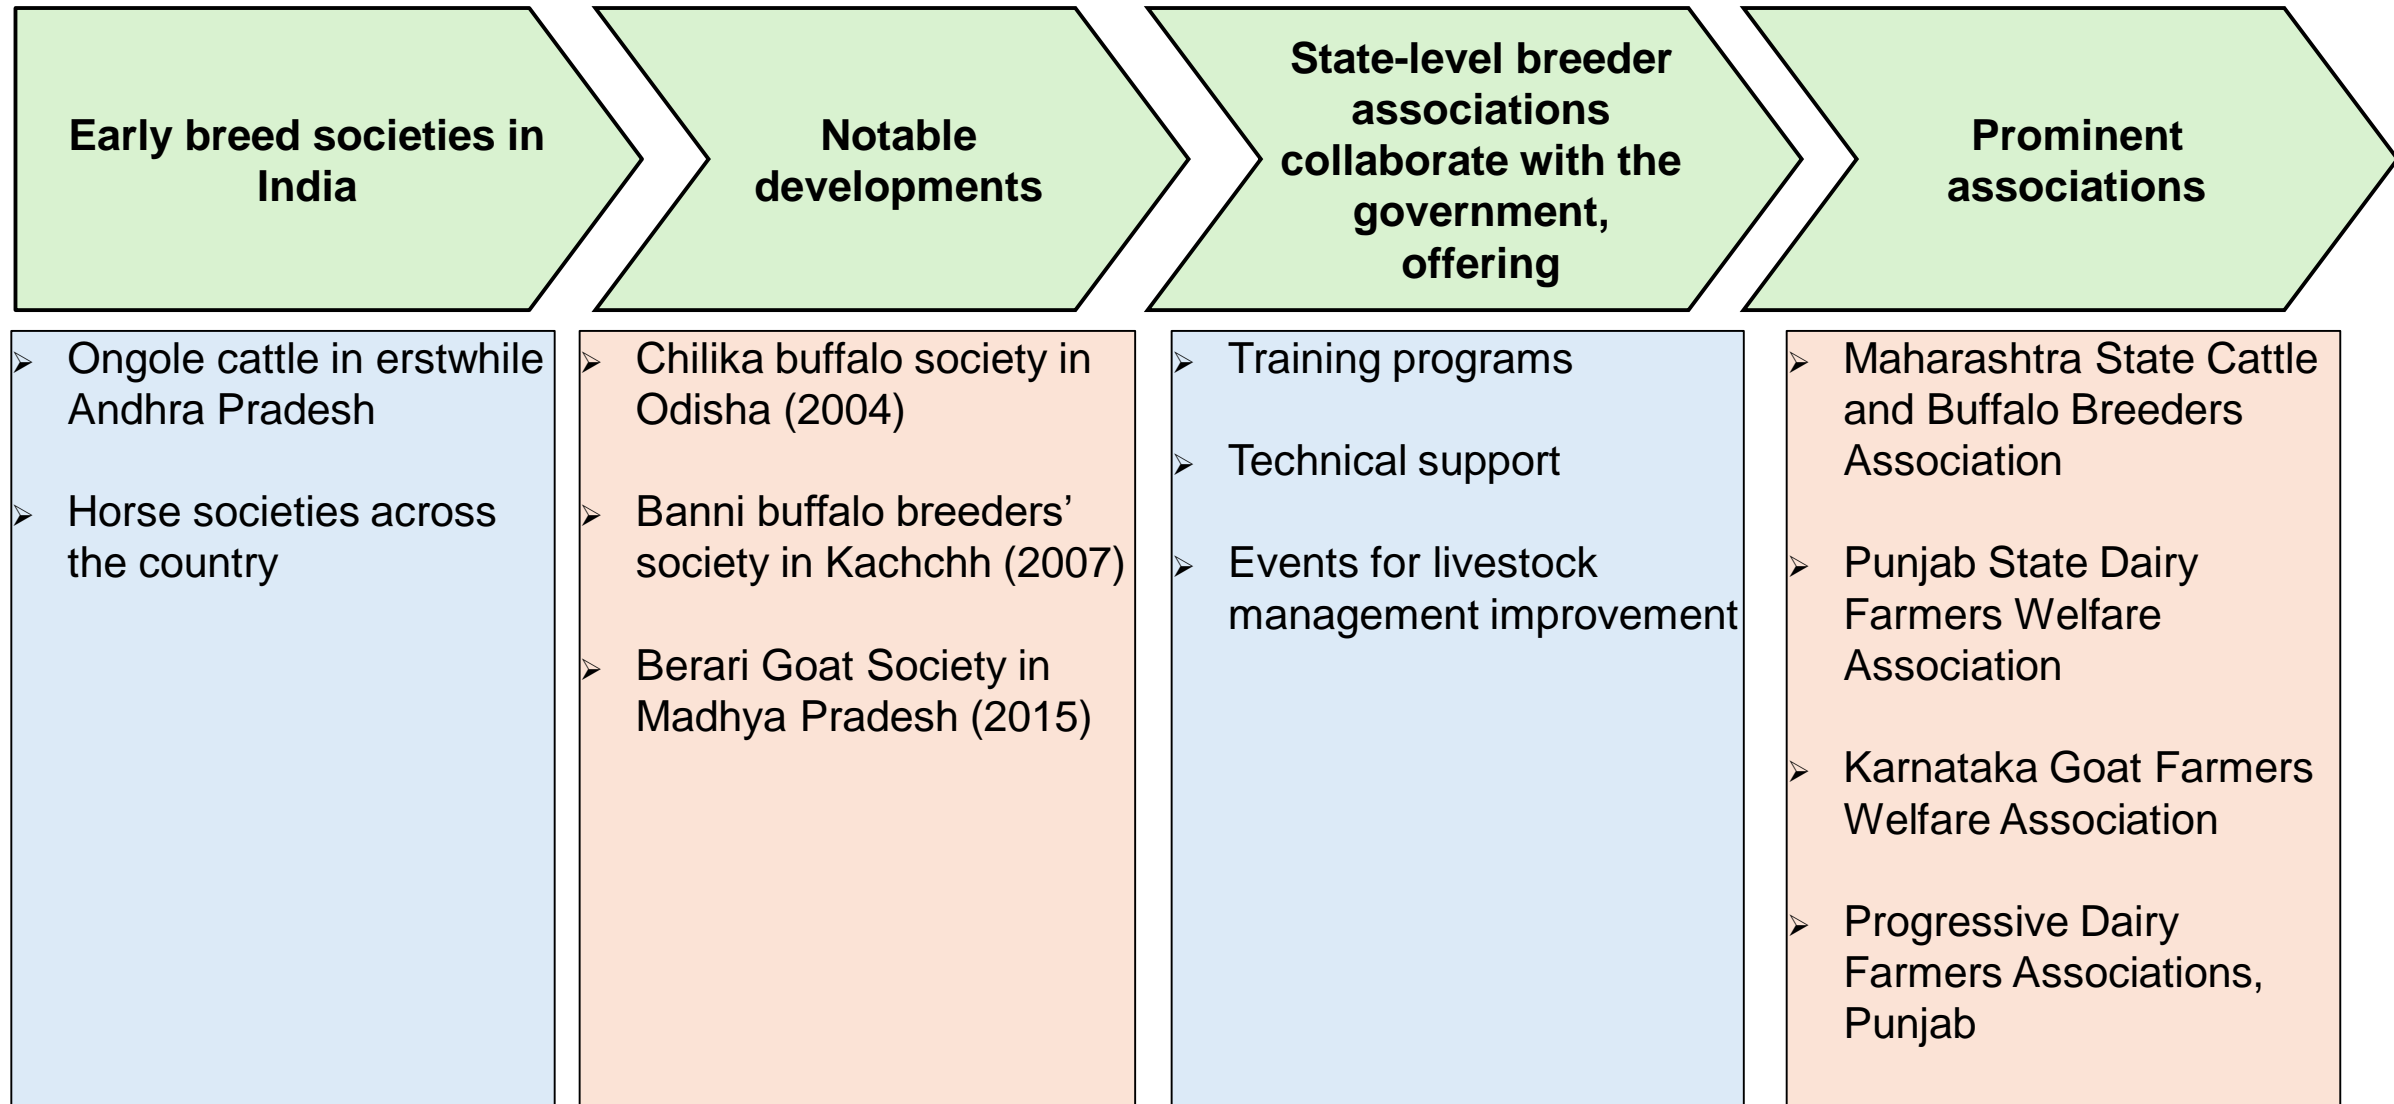 Early breed societies in
India
Notable
developments
State-level breeder
associations
collaborate with the
government,
offering
Prominent
associations
➢ Ongole cattle in erstwhile
Andhra Pradesh
➢ Horse societies across
the country
➢ Chilika buffalo society in
Odisha (2004)
➢ Banni buffalo breeders’
society in Kachchh (2007)
➢ Berari Goat Society in
Madhya Pradesh (2015)
➢ Training programs
➢ Technical support
➢ Events for livestock
management improvement
➢ Maharashtra State Cattle
and Buffalo Breeders
Association
➢ Punjab State Dairy
Farmers Welfare
Association
➢ Karnataka Goat Farmers
Welfare Association
➢ Progressive Dairy
Farmers Associations,
Punjab